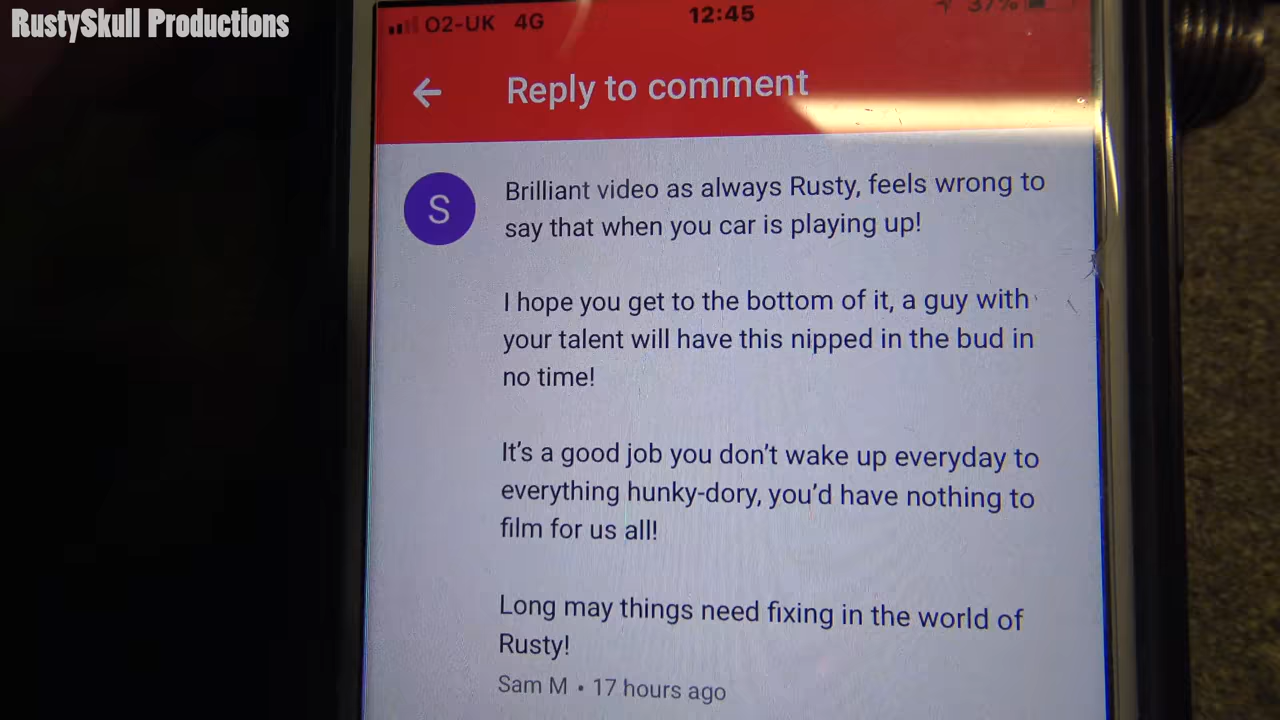 RustySkull Productions
O2-UK 4G 12:45 37%
Reply to comment
S
Brilliant video as always Rusty, feels wrong to
say that when you car is playing up!
I hope you get to the bottom of it, a guy with
your talent will have this nipped in the bud in
no time!
It's a good job you don't wake up everyday to
everything hunky-dory, you'd have nothing to
film for us all!
Long may things need fixing in the world of
Rusty!
Sam M • 17 hours ago